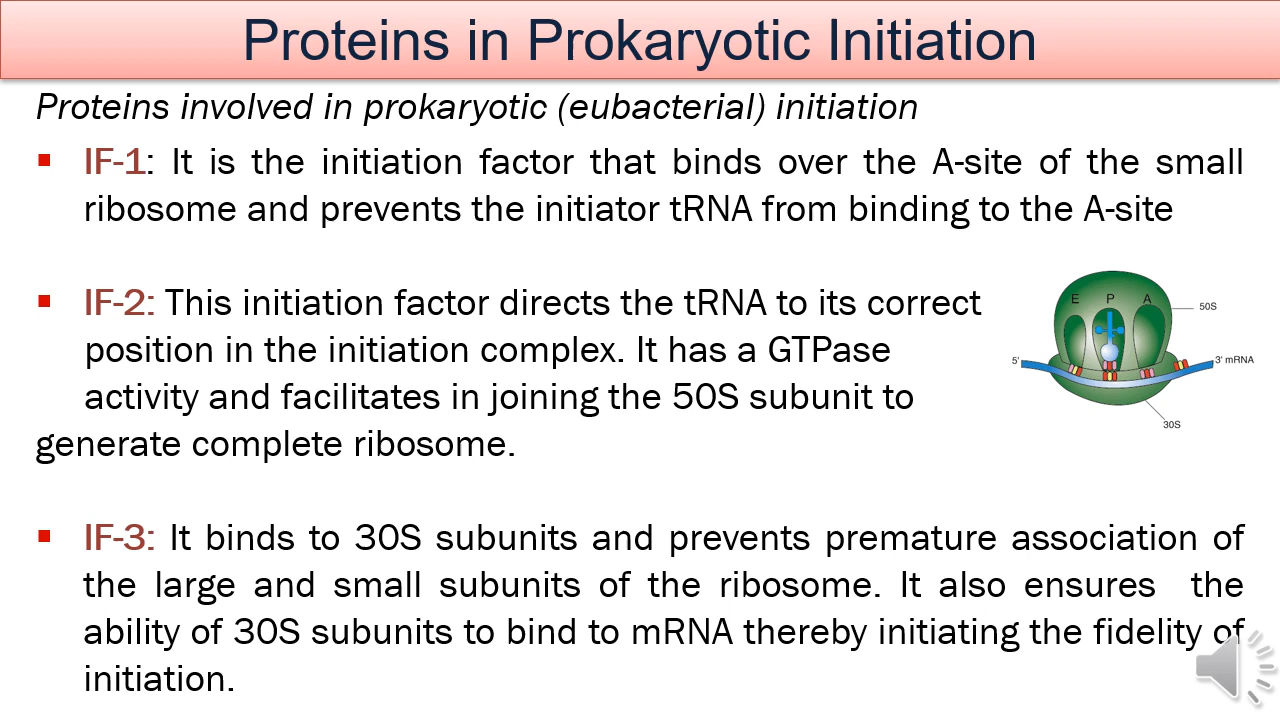 Proteins in Prokaryotic Initiation
Proteins involved in prokaryotic (eubacterial) initiation
▪ IF-1: It is the initiation factor that binds over the A-site of the small
ribosome and prevents the initiator tRNA from binding to the A-site
▪ IF-2: This initiation factor directs the tRNA to its correct
position in the initiation complex. It has a GTPase
activity and facilitates in joining the 50S subunit to
generate complete ribosome.
E P A
50S
5'
3' mRNA
30S
▪ IF-3: It binds to 30S subunits and prevents premature association of
the large and small subunits of the ribosome. It also ensures the
ability of 30S subunits to bind to mRNA thereby initiating the fidelity of
initiation.